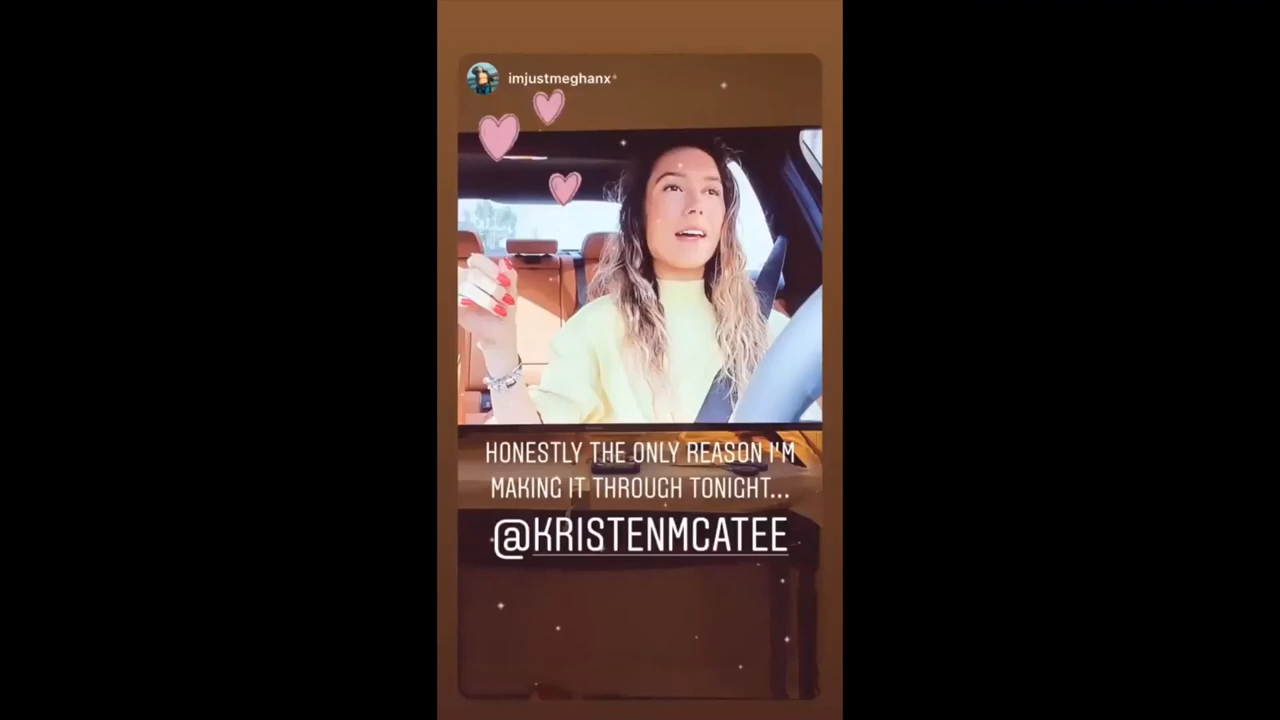 imjustmeghanx
HONESTLY THE ONLY REASON I'M
MAKING IT THROUGH TONIGHT...
@KRISTENMCATEE